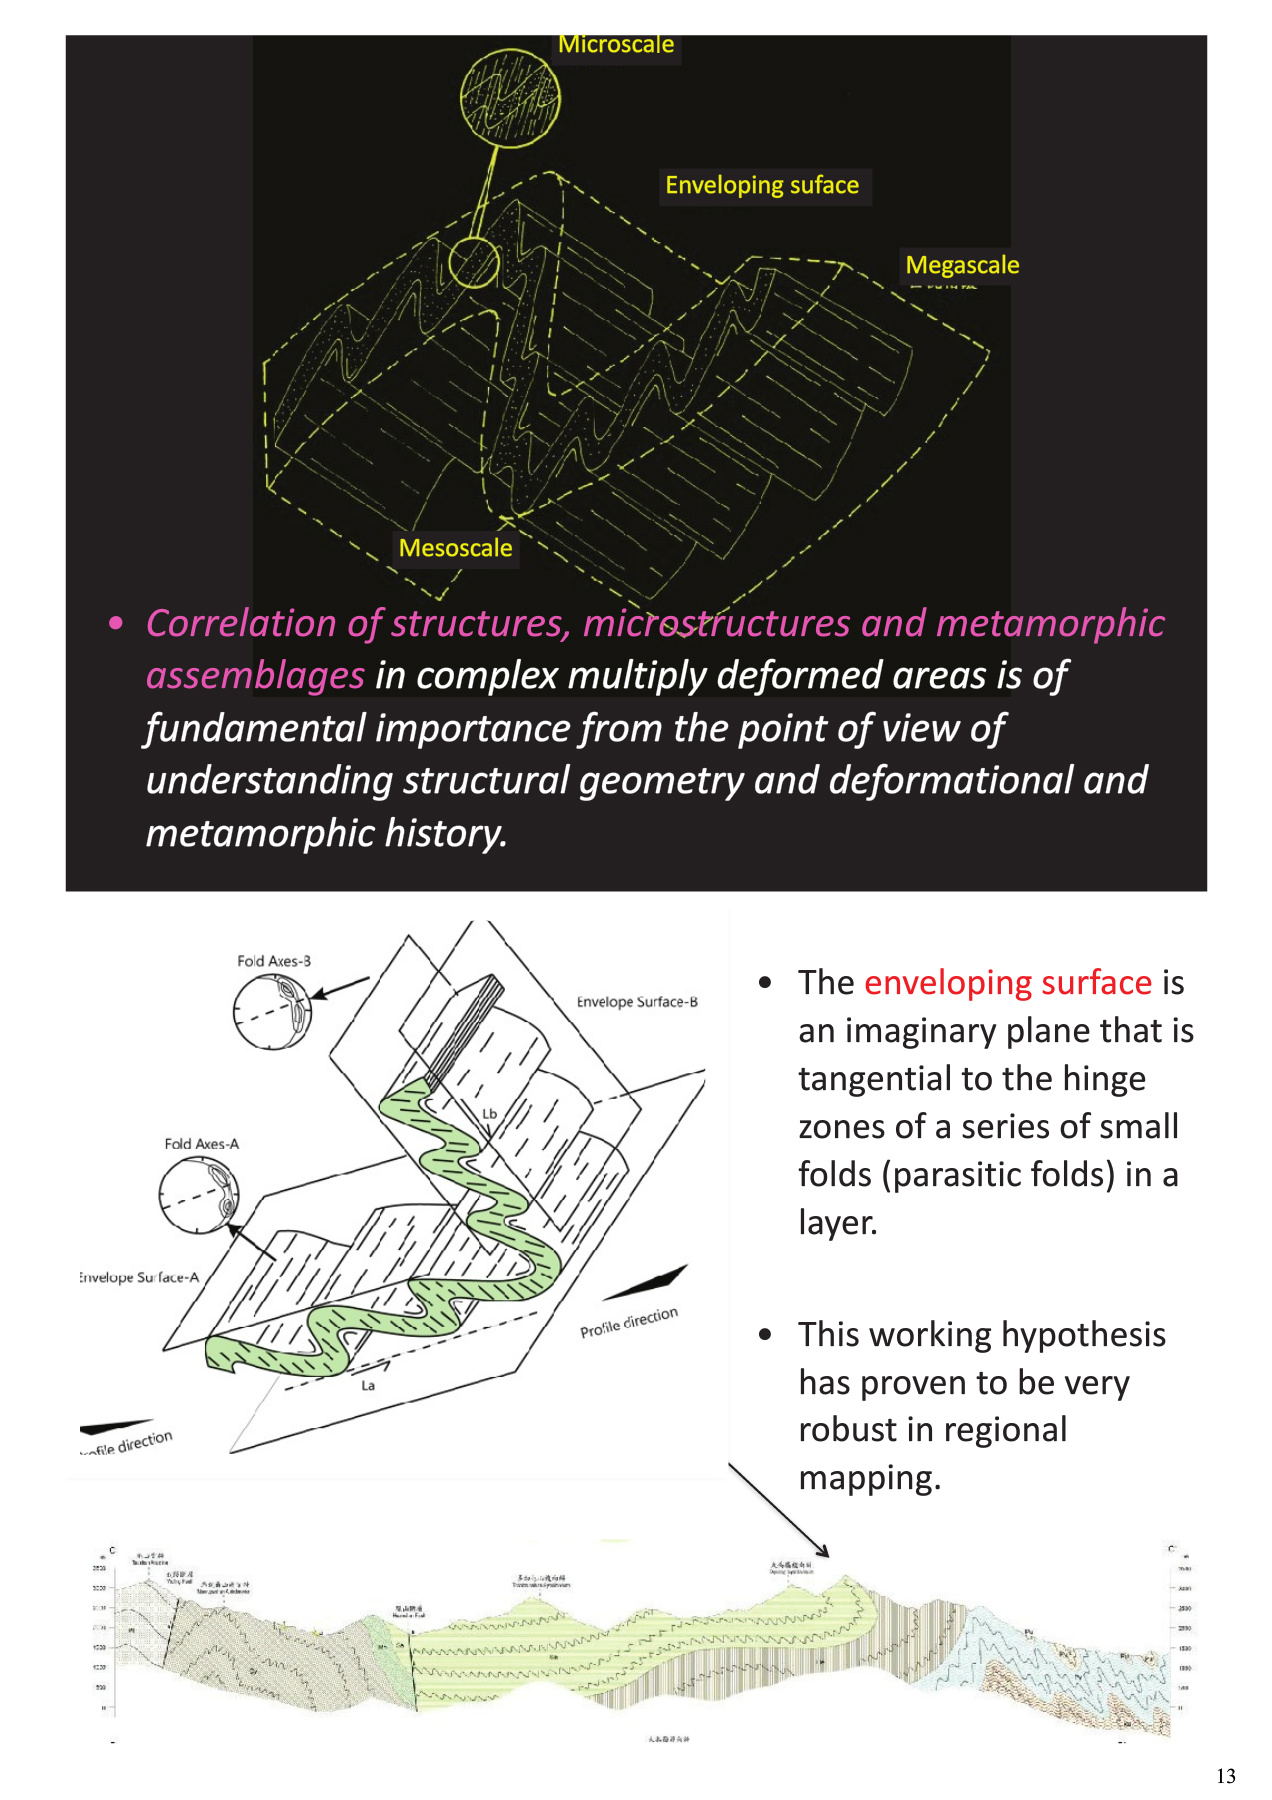 Microscale
Enveloping suface
Megascale
Mesoscale
• Correlation of structures, microstructures and metamorphic
assemblages in complex multiply deformed areas is of
fundamental importance from the point of view of
understanding structural geometry and deformational and
metamorphic history.
Fold Axes-B
Envelope Surface-B
Lb
Fold Axes-A
Envelope Surface-A
Profile direction
La
ofile direction
• The enveloping surface is
an imaginary plane that is
tangential to the hinge
zones of a series of small
folds (parasitic folds) in a
layer.
• This working hypothesis
has proven to be very
robust in regional
mapping.
C
C'
13